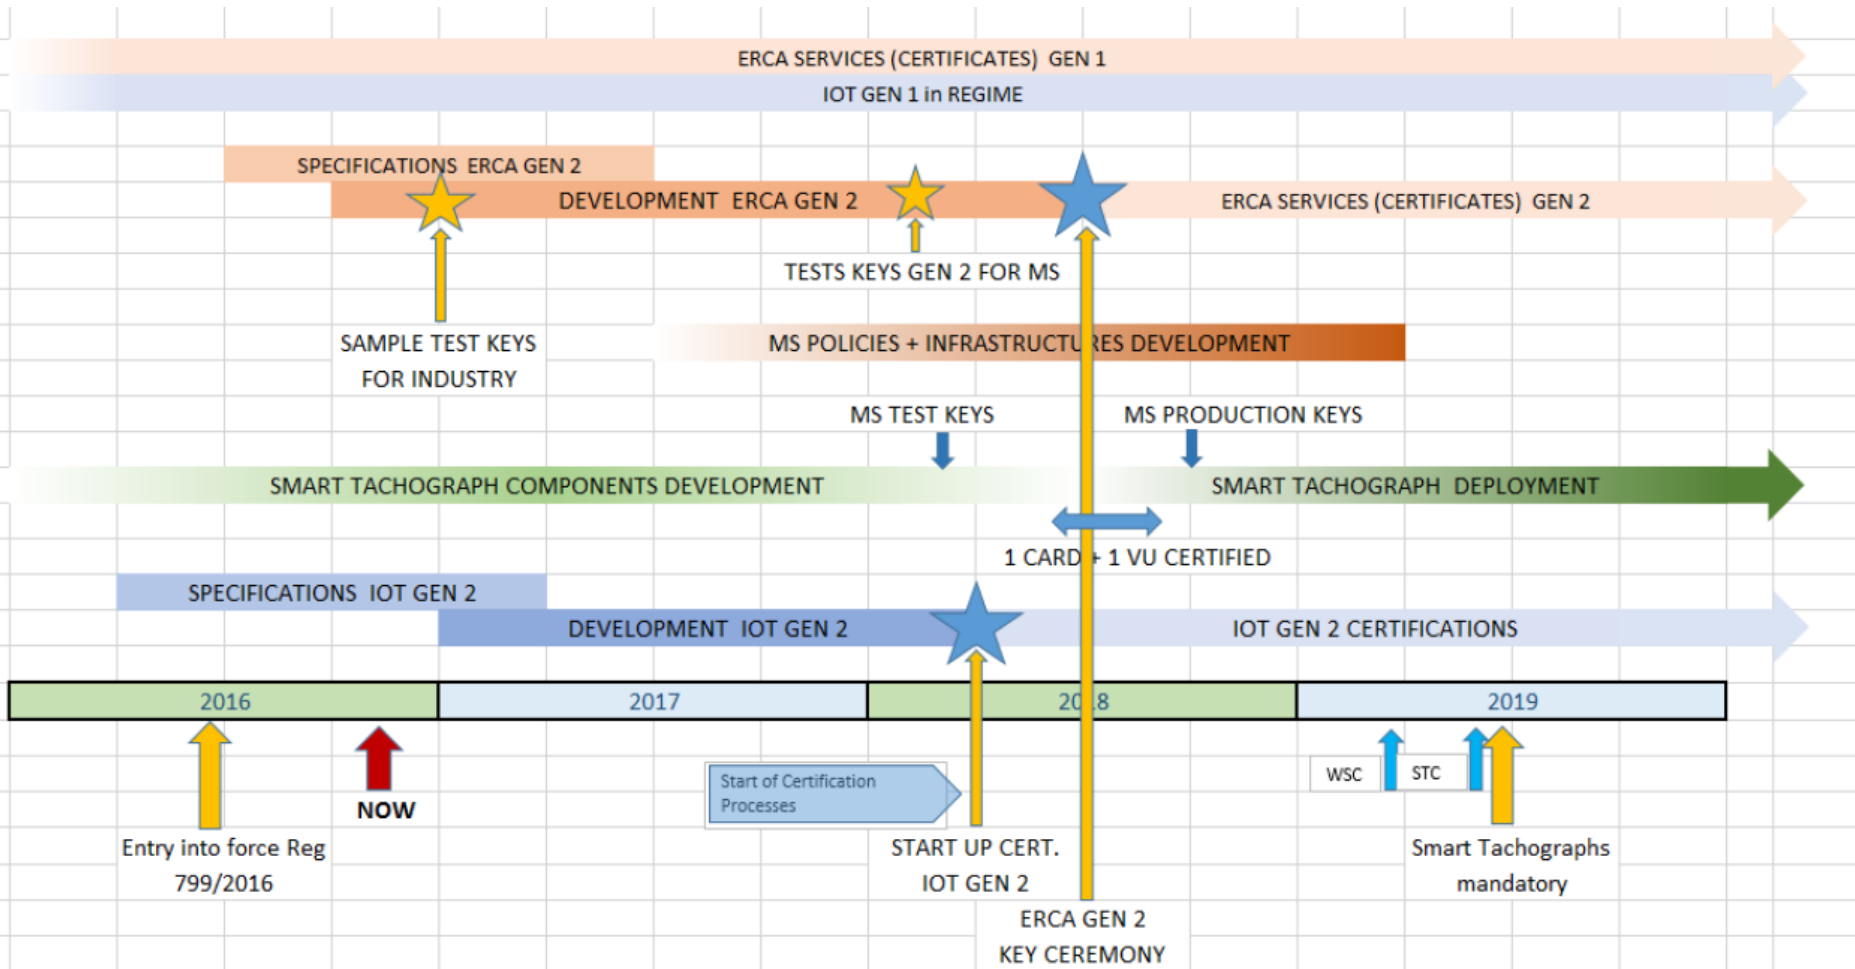 ERCA SERVICES (CERTIFICATES) GEN 1
IOT GEN 1 in REGIME
SPECIFICATIONS ERCA GEN 2
DEVELOPMENT ERCA GEN 2
ERCA SERVICES (CERTIFICATES) GEN 2
TESTS KEYS GEN 2 FOR MS
SAMPLE TEST KEYS
FOR INDUSTRY
MS POLICIES + INFRASTRUCTURES DEVELOPMENT
MS TEST KEYS
MS PRODUCTION KEYS
SMART TACHOGRAPH COMPONENTS DEVELOPMENT
SMART TACHOGRAPH DEPLOYMENT
1 CARD + 1 VU CERTIFIED
SPECIFICATIONS IOT GEN 2
DEVELOPMENT IOT GEN 2
IOT GEN 2 CERTIFICATIONS
2016
2017
2018
2019
Start of Certification
Processes
WSC
STC
NOW
Entry into force Reg
799/2016
START UP CERT.
IOT GEN 2
Smart Tachographs
mandatory
ERCA GEN 2
KEY CEREMONY